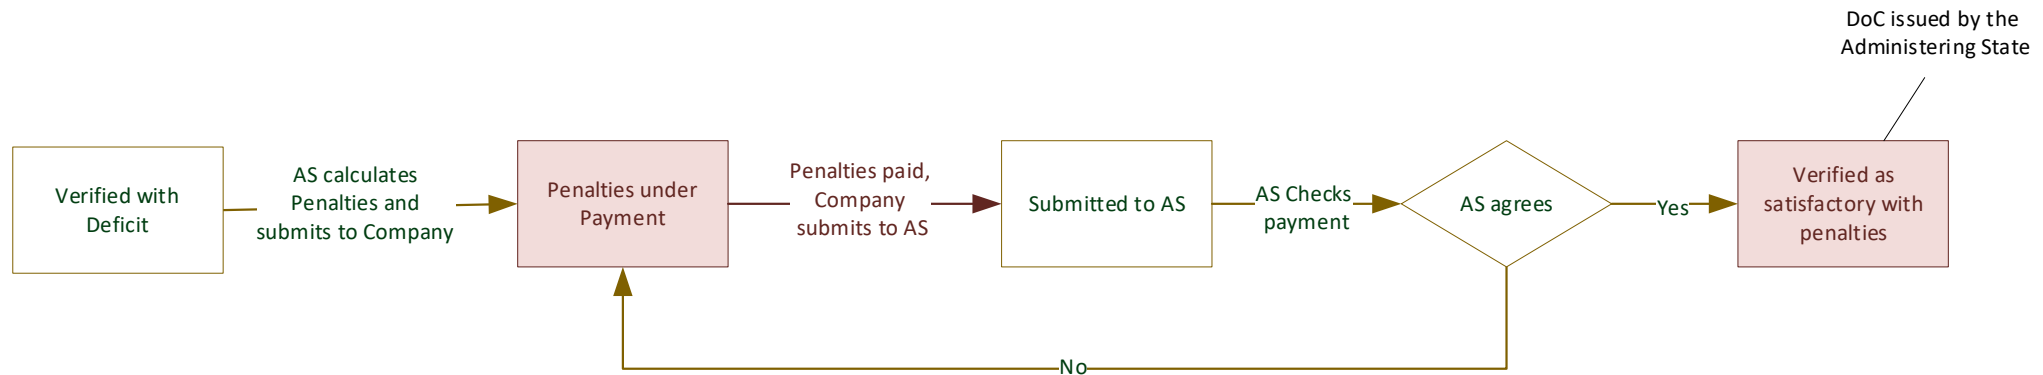 DoC issued by the
Administering State
Verified with
Deficit
AS calculates
Penalties and
submits to Company
Penalties under
Payment
Penalties paid,
Company
submits to AS
Submitted to AS
AS Checks
payment
AS agrees
Yes
Verified as
satisfactory with
penalties
No